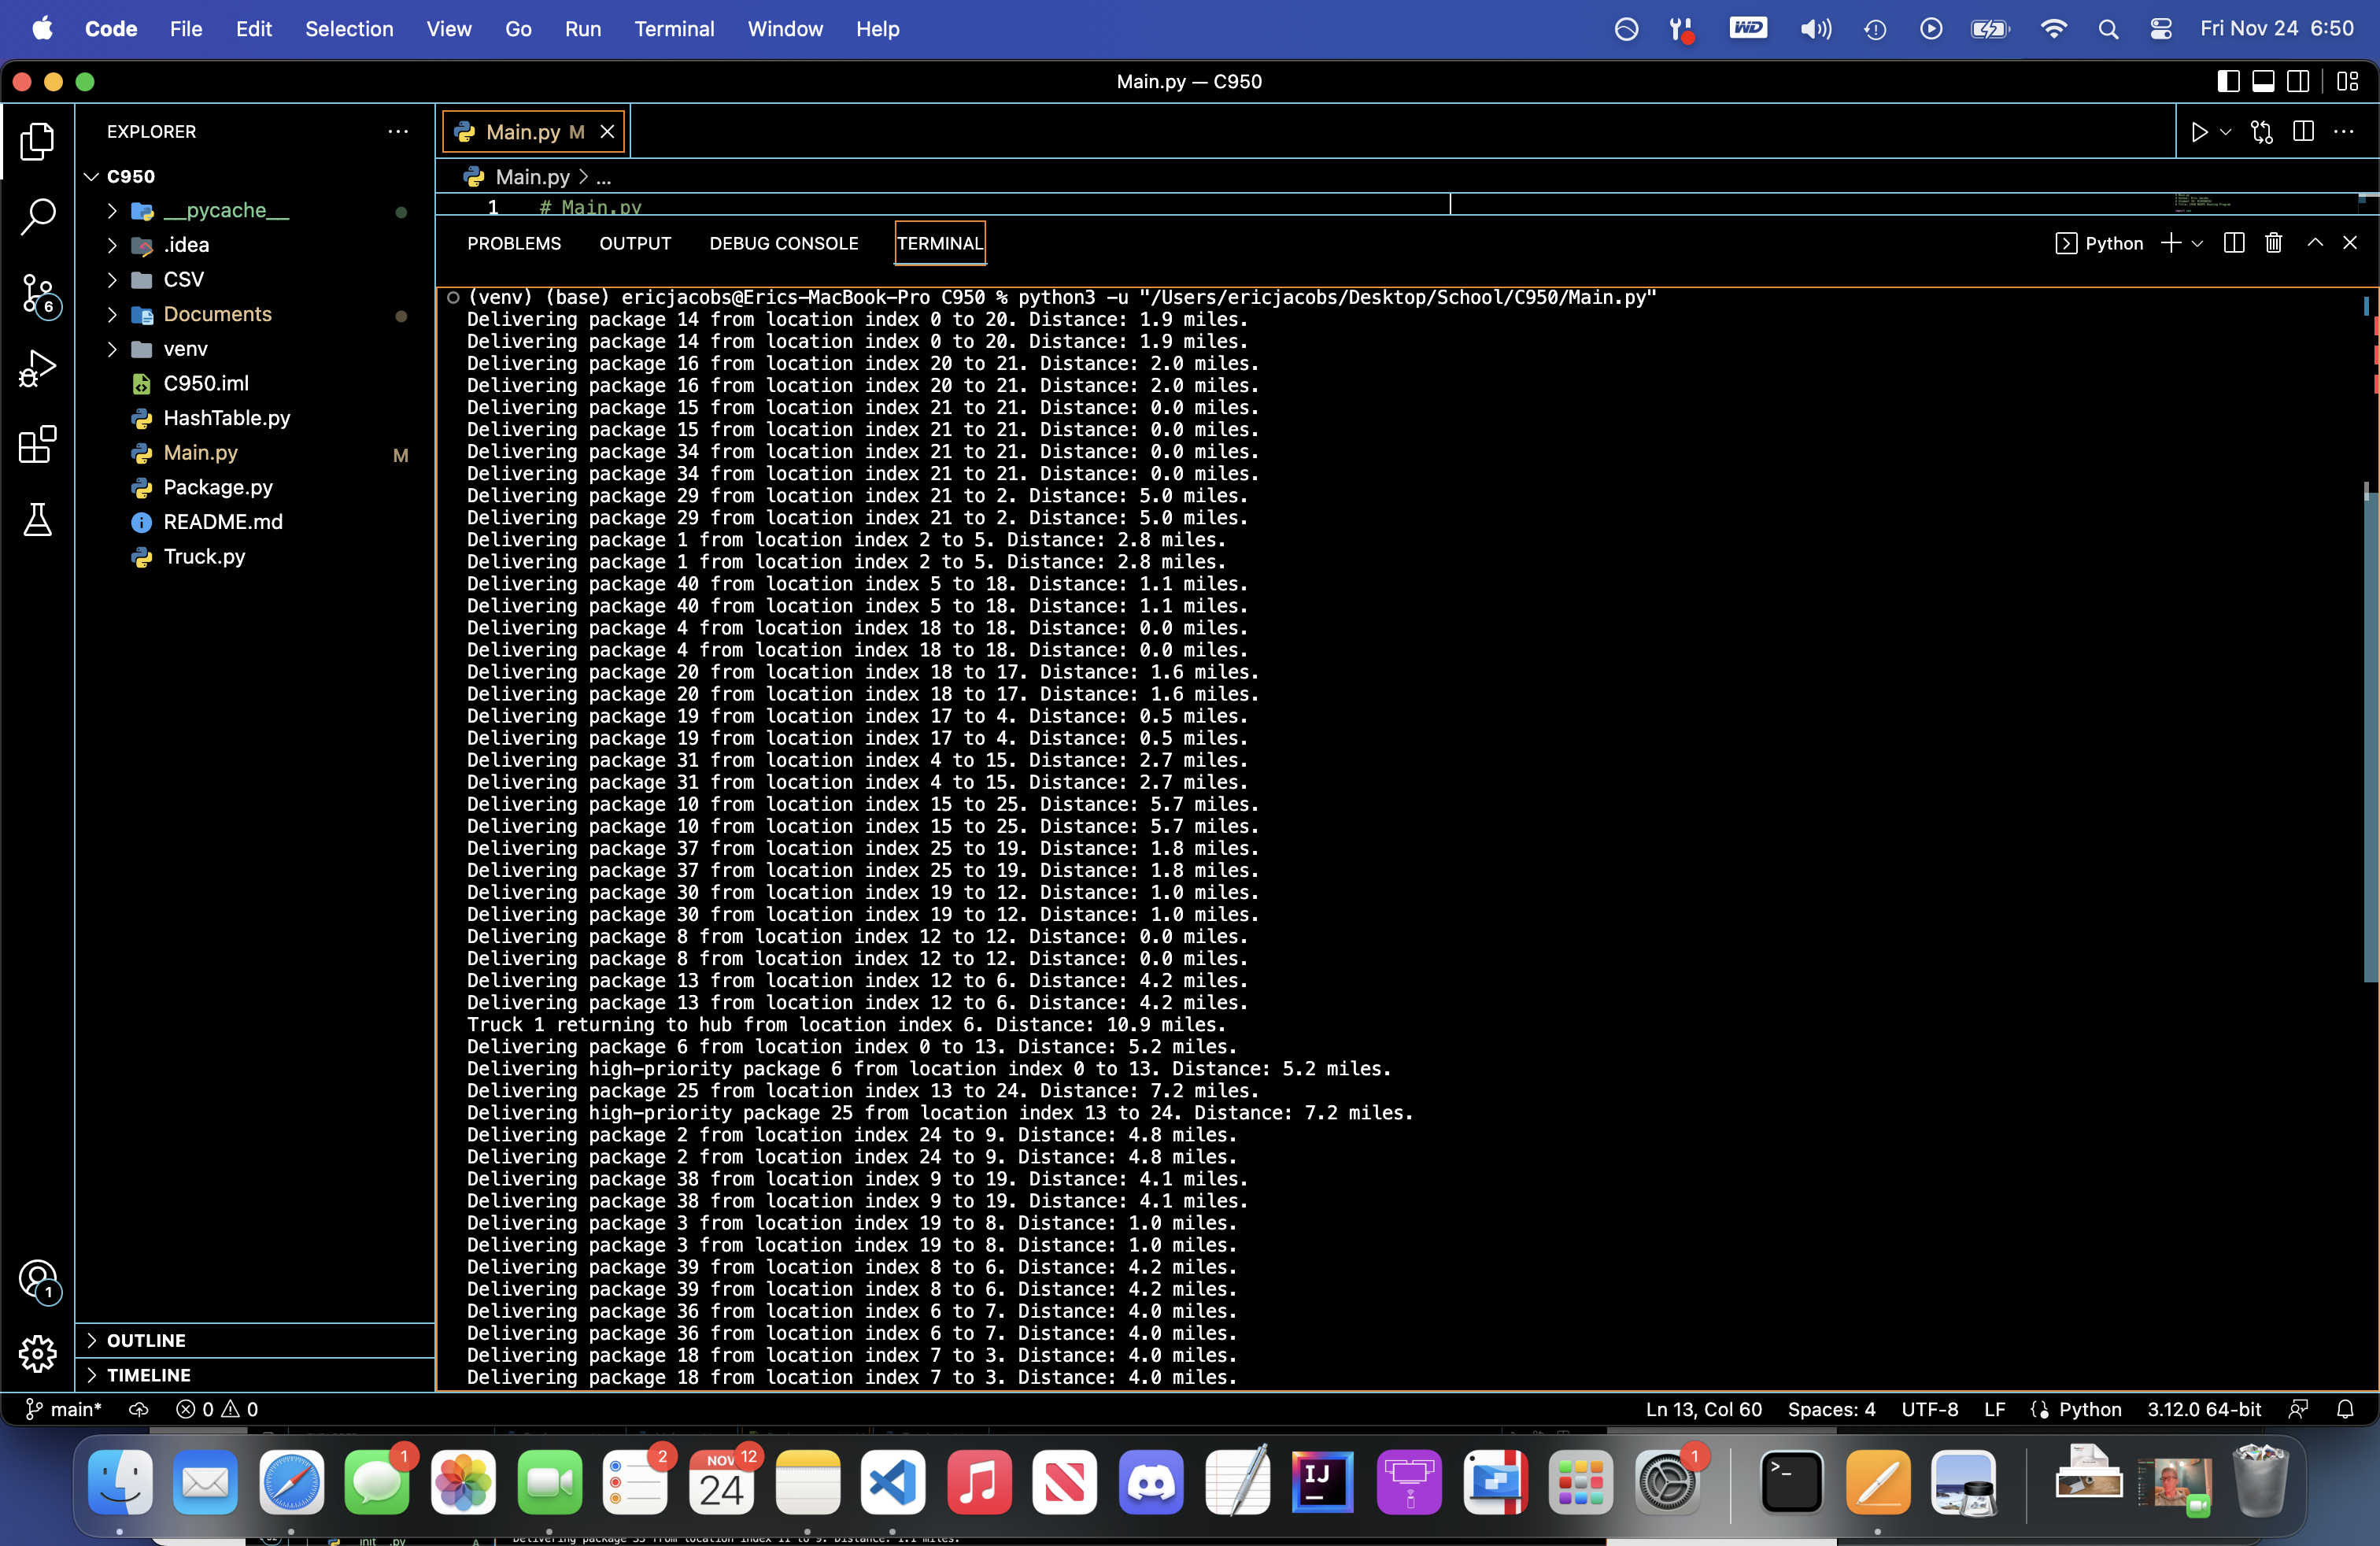 Code File Edit Selection View Go Run Terminal Window Help WD Fri Nov 24 6:50
Main.py — C950
EXPLORER
C950
__pycache__
.idea
CSV
Documents
venv
C950.iml
HashTable.py
Main.py M
Package.py
README.md
Truck.py
OUTLINE
TIMELINE
6
1
Main.py M
Main.py > ...
1 # Main.py
PROBLEMS OUTPUT DEBUG CONSOLE TERMINAL Python
(venv) (base) ericjacobs@Erics-MacBook-Pro C950 % python3 -u "/Users/ericjacobs/Desktop/School/C950/Main.py"
Delivering package 14 from location index 0 to 20. Distance: 1.9 miles.
Delivering package 14 from location index 0 to 20. Distance: 1.9 miles.
Delivering package 16 from location index 20 to 21. Distance: 2.0 miles.
Delivering package 16 from location index 20 to 21. Distance: 2.0 miles.
Delivering package 15 from location index 21 to 21. Distance: 0.0 miles.
Delivering package 15 from location index 21 to 21. Distance: 0.0 miles.
Delivering package 34 from location index 21 to 21. Distance: 0.0 miles.
Delivering package 34 from location index 21 to 21. Distance: 0.0 miles.
Delivering package 29 from location index 21 to 2. Distance: 5.0 miles.
Delivering package 29 from location index 21 to 2. Distance: 5.0 miles.
Delivering package 1 from location index 2 to 5. Distance: 2.8 miles.
Delivering package 1 from location index 2 to 5. Distance: 2.8 miles.
Delivering package 40 from location index 5 to 18. Distance: 1.1 miles.
Delivering package 40 from location index 5 to 18. Distance: 1.1 miles.
Delivering package 4 from location index 18 to 18. Distance: 0.0 miles.
Delivering package 4 from location index 18 to 18. Distance: 0.0 miles.
Delivering package 20 from location index 18 to 17. Distance: 1.6 miles.
Delivering package 20 from location index 18 to 17. Distance: 1.6 miles.
Delivering package 19 from location index 17 to 4. Distance: 0.5 miles.
Delivering package 19 from location index 17 to 4. Distance: 0.5 miles.
Delivering package 31 from location index 4 to 15. Distance: 2.7 miles.
Delivering package 31 from location index 4 to 15. Distance: 2.7 miles.
Delivering package 10 from location index 15 to 25. Distance: 5.7 miles.
Delivering package 10 from location index 15 to 25. Distance: 5.7 miles.
Delivering package 37 from location index 25 to 19. Distance: 1.8 miles.
Delivering package 37 from location index 25 to 19. Distance: 1.8 miles.
Delivering package 30 from location index 19 to 12. Distance: 1.0 miles.
Delivering package 30 from location index 19 to 12. Distance: 1.0 miles.
Delivering package 8 from location index 12 to 12. Distance: 0.0 miles.
Delivering package 8 from location index 12 to 12. Distance: 0.0 miles.
Delivering package 13 from location index 12 to 6. Distance: 4.2 miles.
Delivering package 13 from location index 12 to 6. Distance: 4.2 miles.
Truck 1 returning to hub from location index 6. Distance: 10.9 miles.
Delivering package 6 from location index 0 to 13. Distance: 5.2 miles.
Delivering high-priority package 6 from location index 0 to 13. Distance: 5.2 miles.
Delivering package 25 from location index 13 to 24. Distance: 7.2 miles.
Delivering high-priority package 25 from location index 13 to 24. Distance: 7.2 miles.
Delivering package 2 from location index 24 to 9. Distance: 4.8 miles.
Delivering package 2 from location index 24 to 9. Distance: 4.8 miles.
Delivering package 38 from location index 9 to 19. Distance: 4.1 miles.
Delivering package 38 from location index 9 to 19. Distance: 4.1 miles.
Delivering package 3 from location index 19 to 8. Distance: 1.0 miles.
Delivering package 3 from location index 19 to 8. Distance: 1.0 miles.
Delivering package 39 from location index 8 to 6. Distance: 4.2 miles.
Delivering package 39 from location index 8 to 6. Distance: 4.2 miles.
Delivering package 36 from location index 6 to 7. Distance: 4.0 miles.
Delivering package 36 from location index 6 to 7. Distance: 4.0 miles.
Delivering package 18 from location index 7 to 3. Distance: 4.0 miles.
Delivering package 18 from location index 7 to 3. Distance: 4.0 miles.
main* 0 0 Ln 13, Col 60 Spaces: 4 UTF-8 LF Python 3.12.0 64-bit
1 2 NOV 24 12 IJ 1 >_